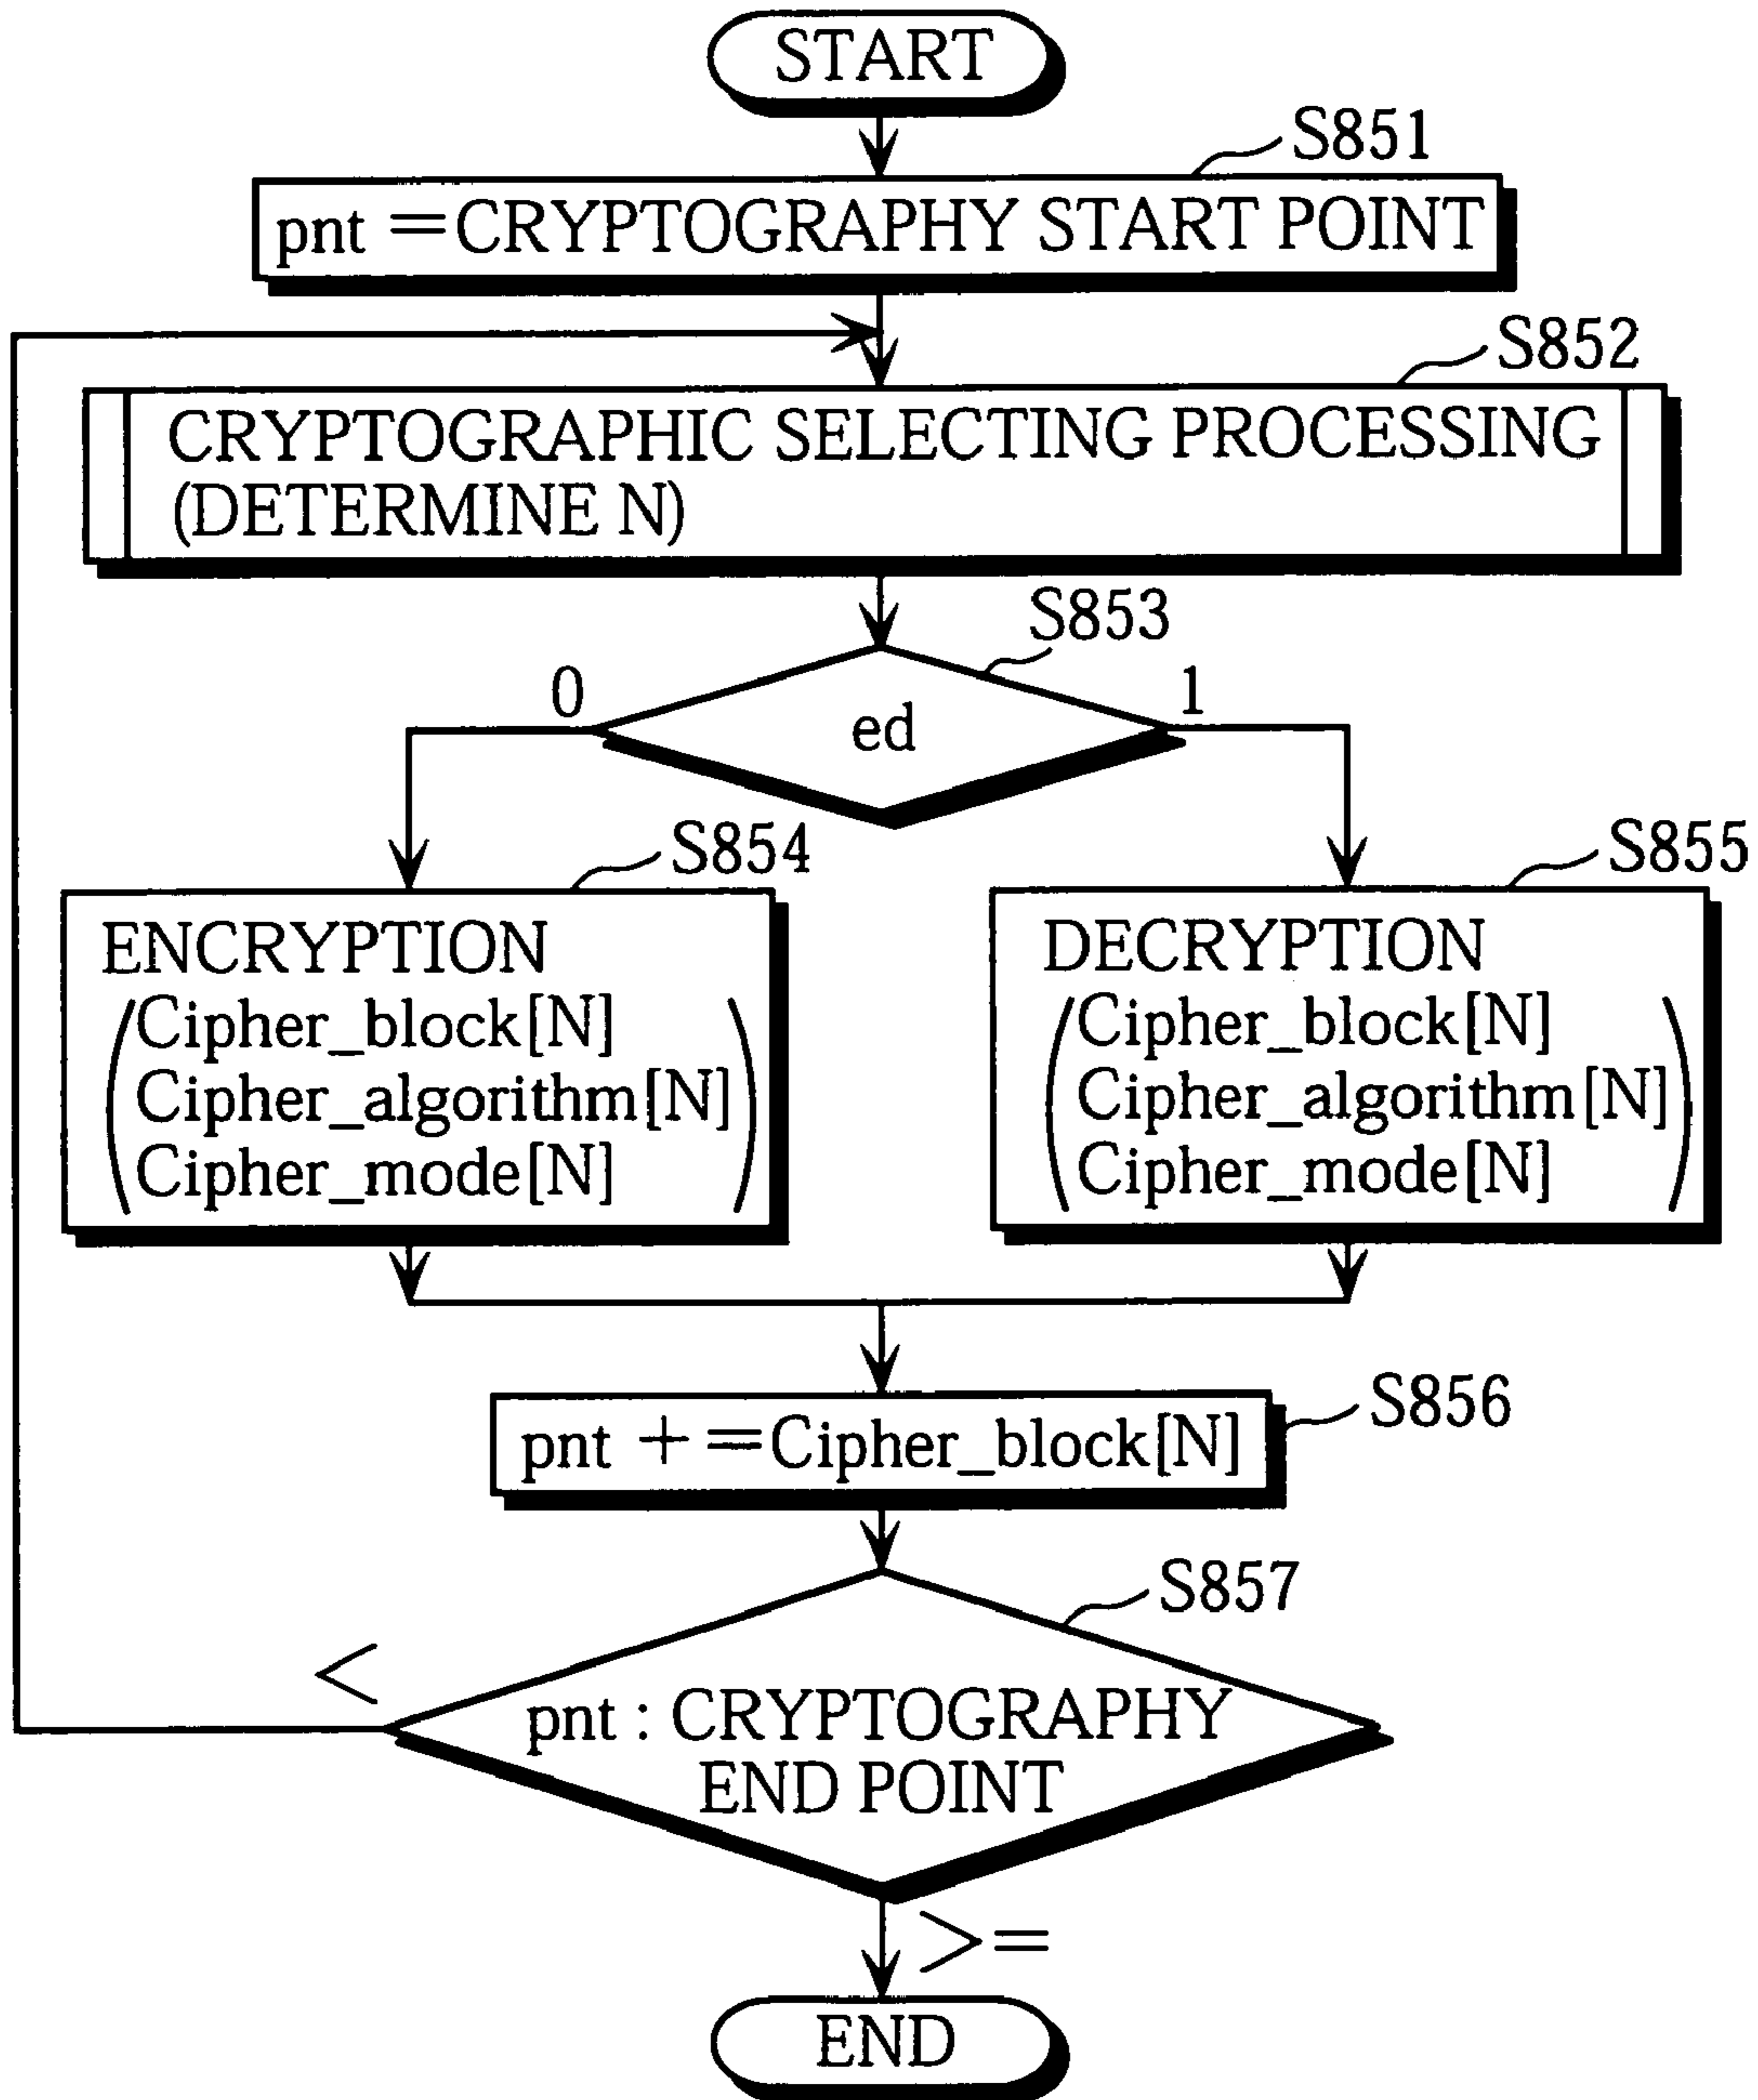 START
S851
pnt =CRYPTOGRAPHY START POINT
S852
CRYPTOGRAPHIC SELECTING PROCESSING
(DETERMINE N)
S853
0
1
ed
S854
ENCRYPTION
(Cipher_block[N]
Cipher_algorithm[N]
Cipher_mode[N])
S855
DECRYPTION
(Cipher_block[N]
Cipher_algorithm[N]
Cipher_mode[N])
S856
pnt +=Cipher_block[N]
S857
<
pnt : CRYPTOGRAPHY
END POINT
>=
END